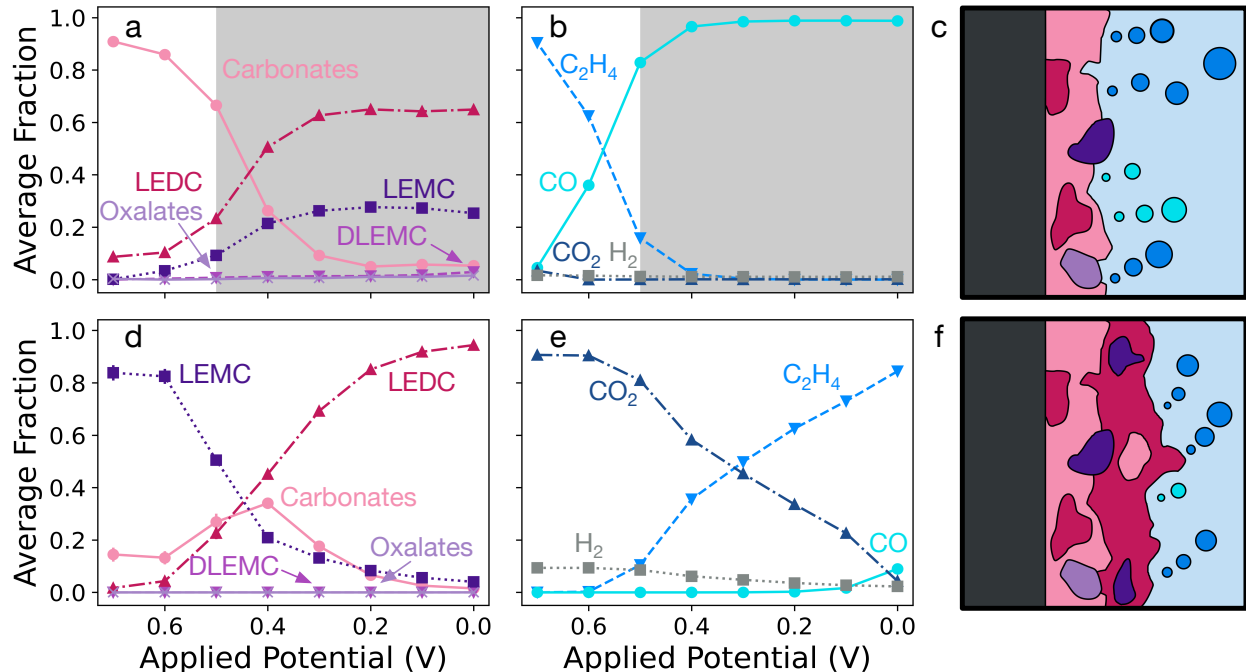 a
b
c
1.0
0.8
0.6
0.4
0.2
0.0
Average Fraction
Carbonates
LEDC
Oxalates
LEMC
DLEMC
C₂H₄
CO
CO₂ H₂
d
e
f
1.0
0.8
0.6
0.4
0.2
0.0
Average Fraction
LEMC
LEDC
Carbonates
DLEMC
Oxalates
CO₂
C₂H₄
H₂
CO
0.6 0.4 0.2 0.0
Applied Potential (V)
0.6 0.4 0.2 0.0
Applied Potential (V)